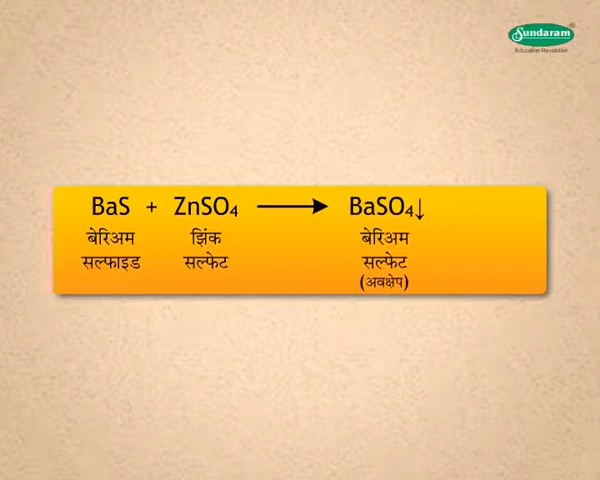 Sundaram®
Education Revolution
BaS + ZnSO₄ ⟶ BaSO₄↓
बेरिअम झिंक बेरिअम
सल्फाइड सल्फेट सल्फेट
(अवक्षेप)